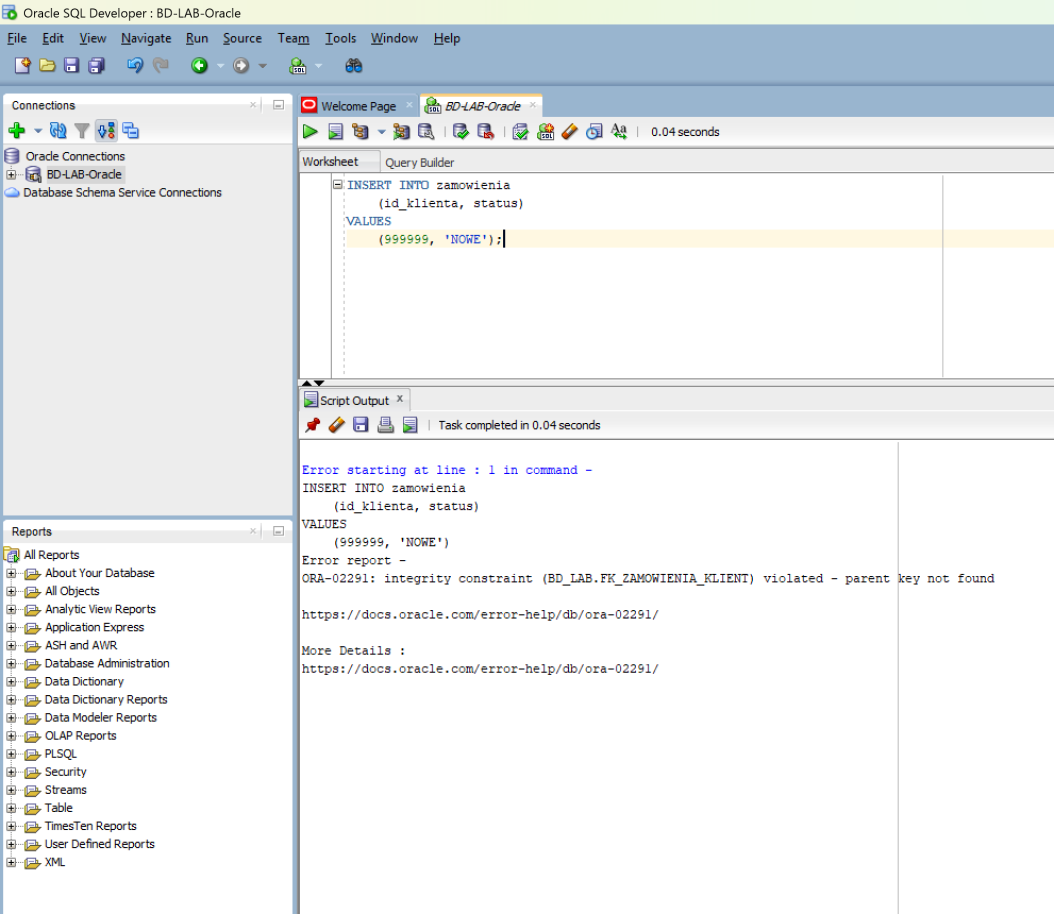 Oracle SQL Developer : BD-LAB-Oracle
File Edit View Navigate Run Source Team Tools Window Help
Connections
Oracle Connections
BD-LAB-Oracle
Database Schema Service Connections
Reports
All Reports
About Your Database
All Objects
Analytic View Reports
Application Express
ASH and AWR
Database Administration
Data Dictionary
Data Dictionary Reports
Data Modeler Reports
OLAP Reports
PLSQL
Security
Streams
Table
TimesTen Reports
User Defined Reports
XML
Welcome Page BD-LAB-Oracle
0.04 seconds
Worksheet Query Builder
INSERT INTO zamowienia
(id_klienta, status)
VALUES
(999999, 'NOWE');
Script Output
Task completed in 0.04 seconds
Error starting at line : 1 in command -
INSERT INTO zamowienia
(id_klienta, status)
VALUES
(999999, 'NOWE')
Error report -
ORA-02291: integrity constraint (BD_LAB.FK_ZAMOWIENIA_KLIENT) violated - parent key not found
https://docs.oracle.com/error-help/db/ora-02291/
More Details :
https://docs.oracle.com/error-help/db/ora-02291/